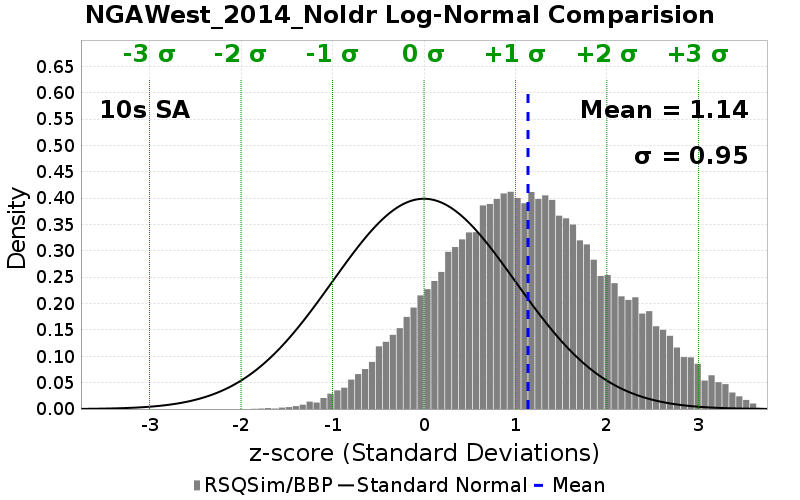 NGAWest_2014_NoIdr Log-Normal Comparision
-3 σ -2 σ -1 σ 0 σ +1 σ +2 σ +3 σ
10s SA
Mean = 1.14
σ = 0.95
Density
0.65
0.60
0.55
0.50
0.45
0.40
0.35
0.30
0.25
0.20
0.15
0.10
0.05
0.00
-3 -2 -1 0 1 2 3
z-score (Standard Deviations)
RSQSim/BBP Standard Normal Mean